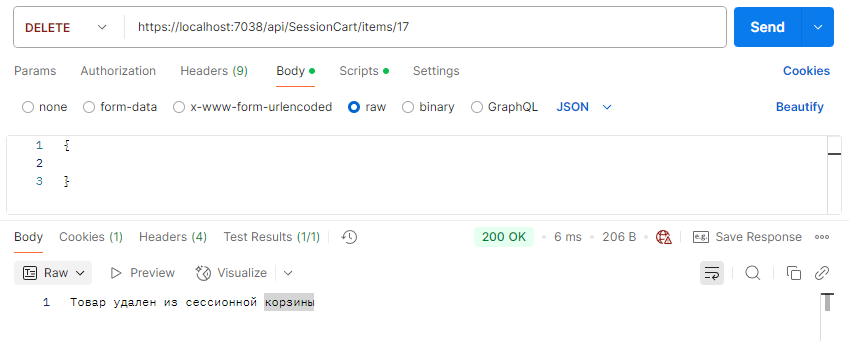 DELETE https://localhost:7038/api/SessionCart/items/17 Send
Params Authorization Headers (9) Body Scripts Settings Cookies
none form-data x-www-form-urlencoded raw binary GraphQL JSON Beautify
1 {
2
3 }
Body Cookies (1) Headers (4) Test Results (1/1) 200 OK 6 ms 206 B e.g. Save Response
Raw Preview Visualize
1 Товар удален из сессионной корзины